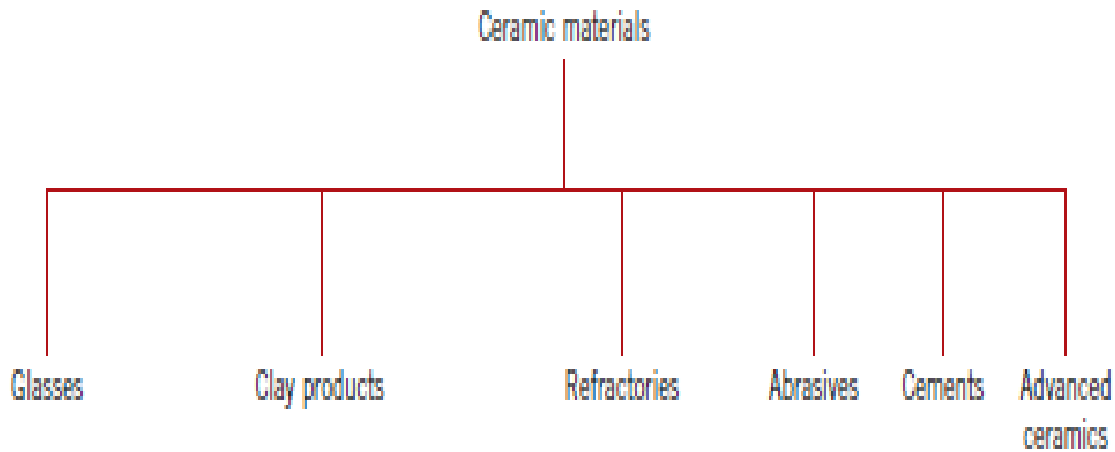 Ceramic materials
Glasses
Clay products
Refractories
Abrasives
Cements
Advanced
ceramics